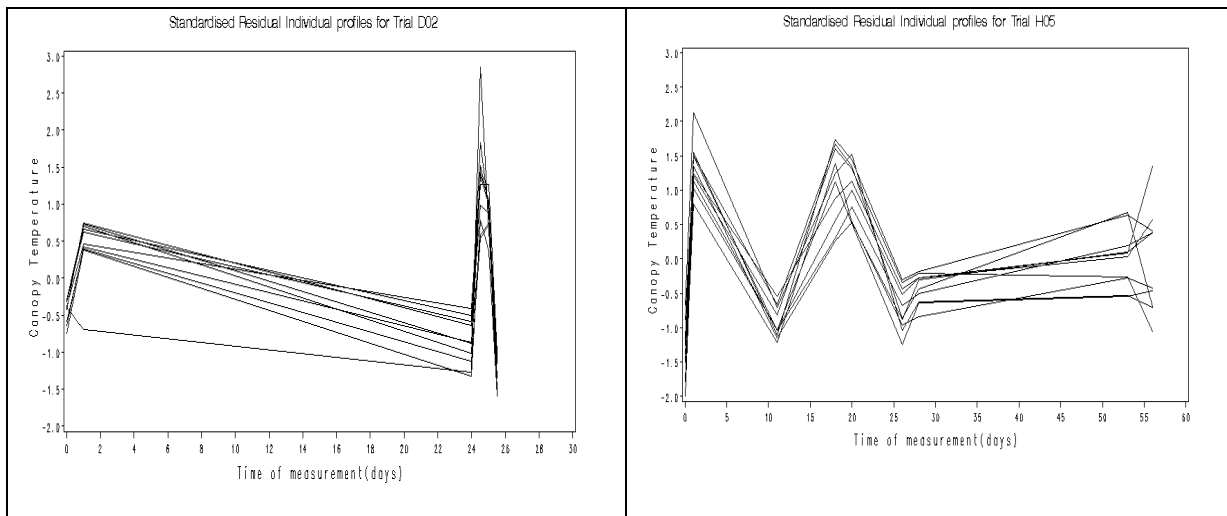 Standardised Residual Individual profiles for Trial D02
Canopy Temperature
3.0
2.5
2.0
1.5
1.0
0.5
0.0
-0.5
-1.0
-1.5
-2.0
0 2 4 6 8 10 12 14 16 18 20 22 24 26 28 30
Time of measurement(days)
Standardised Residual Individual profiles for Trial H05
Canopy Temperature
3.0
2.5
2.0
1.5
1.0
0.5
0.0
-0.5
-1.0
-1.5
-2.0
0 5 10 15 20 25 30 35 40 45 50 55 60
Time of measurement(days)